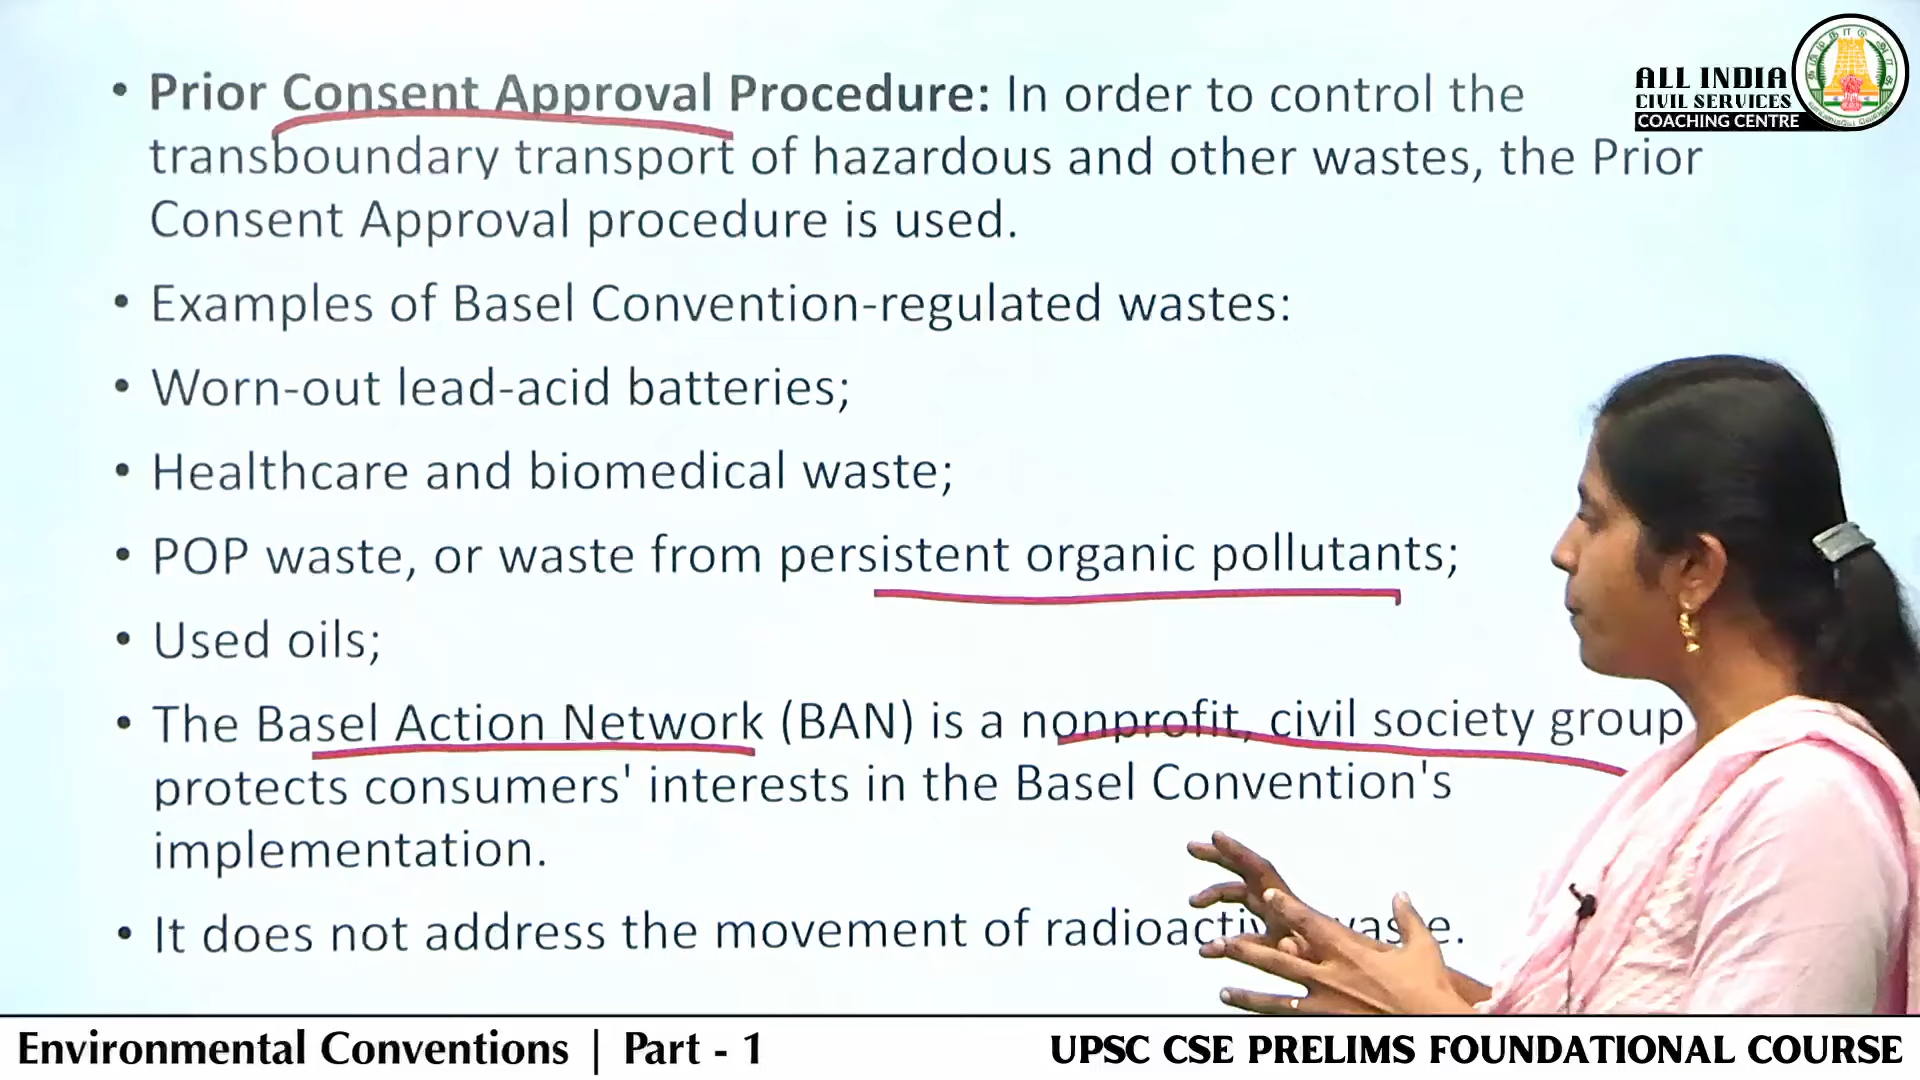 • Prior Consent Approval Procedure: In order to control the
transboundary transport of hazardous and other wastes, the Prior
Consent Approval procedure is used.
• Examples of Basel Convention-regulated wastes:
• Worn-out lead-acid batteries;
• Healthcare and biomedical waste;
• POP waste, or waste from persistent organic pollutants;
• Used oils;
• The Basel Action Network (BAN) is a nonprofit, civil society group
protects consumers' interests in the Basel Convention's
implementation.
• It does not address the movement of radioactive waste.
ALL INDIA
CIVIL SERVICES
COACHING CENTRE
Environmental Conventions | Part - 1
UPSC CSE PRELIMS FOUNDATIONAL COURSE